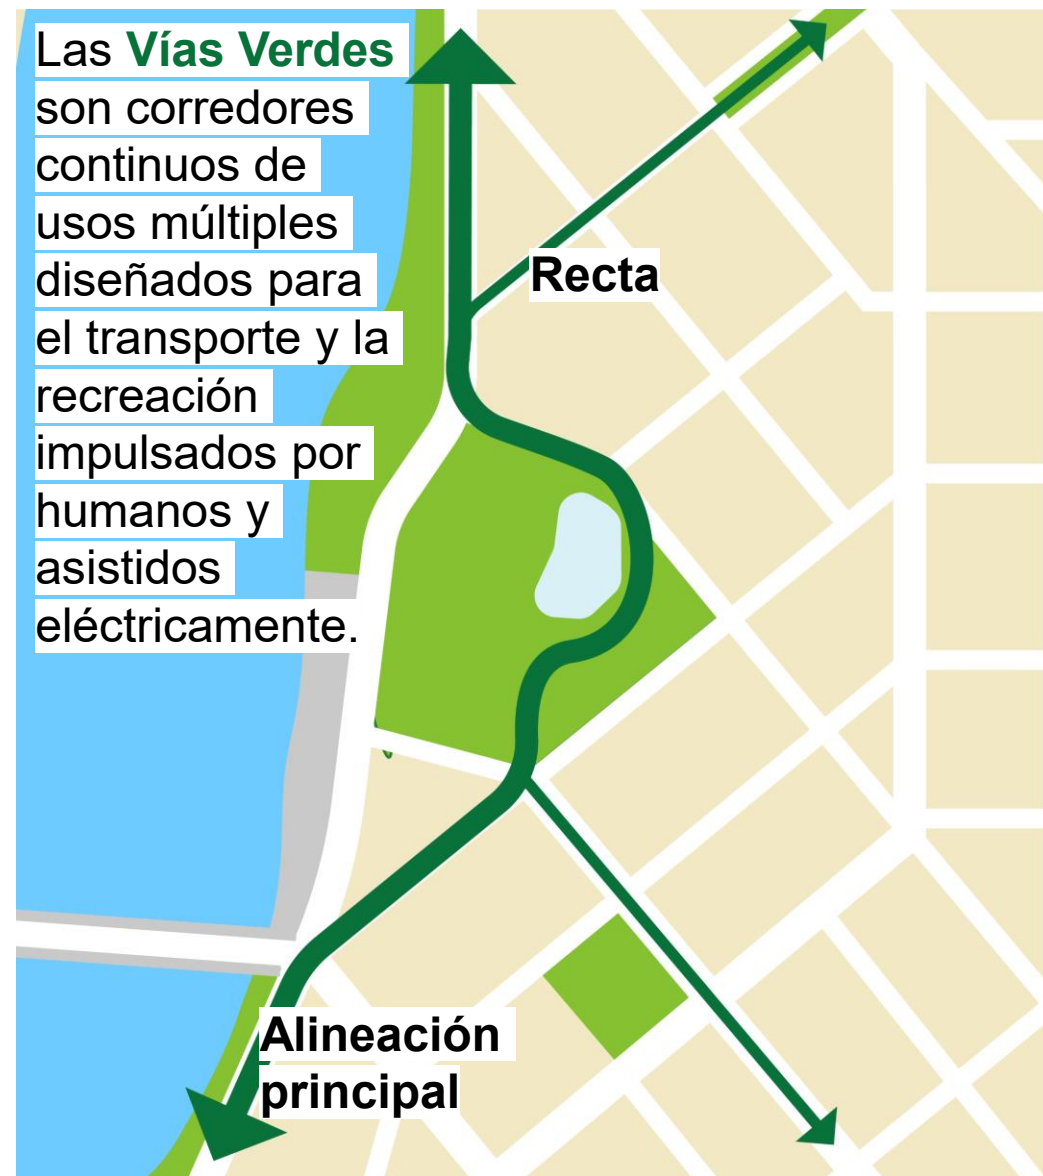 Las Vías Verdes
son corredores
continuos de
usos múltiples
diseñados para
el transporte y la
recreación
impulsados por
humanos y
asistidos
eléctricamente.
Recta
Alineación
principal